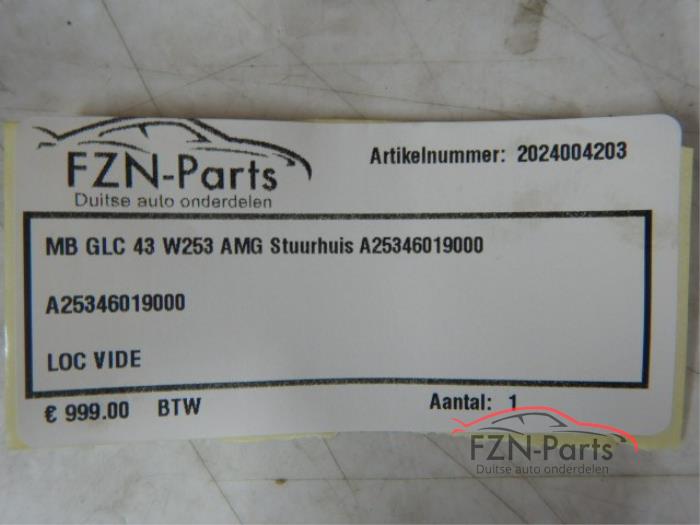 FZN-Parts
Duitse auto onderdelen
Artikelnummer: 2024004203
MB GLC 43 W253 AMG Stuurhuis A25346019000
A25346019000
LOC VIDE
€ 999.00 BTW
Aantal: 1
FZN-Parts
Duitse auto onderdelen